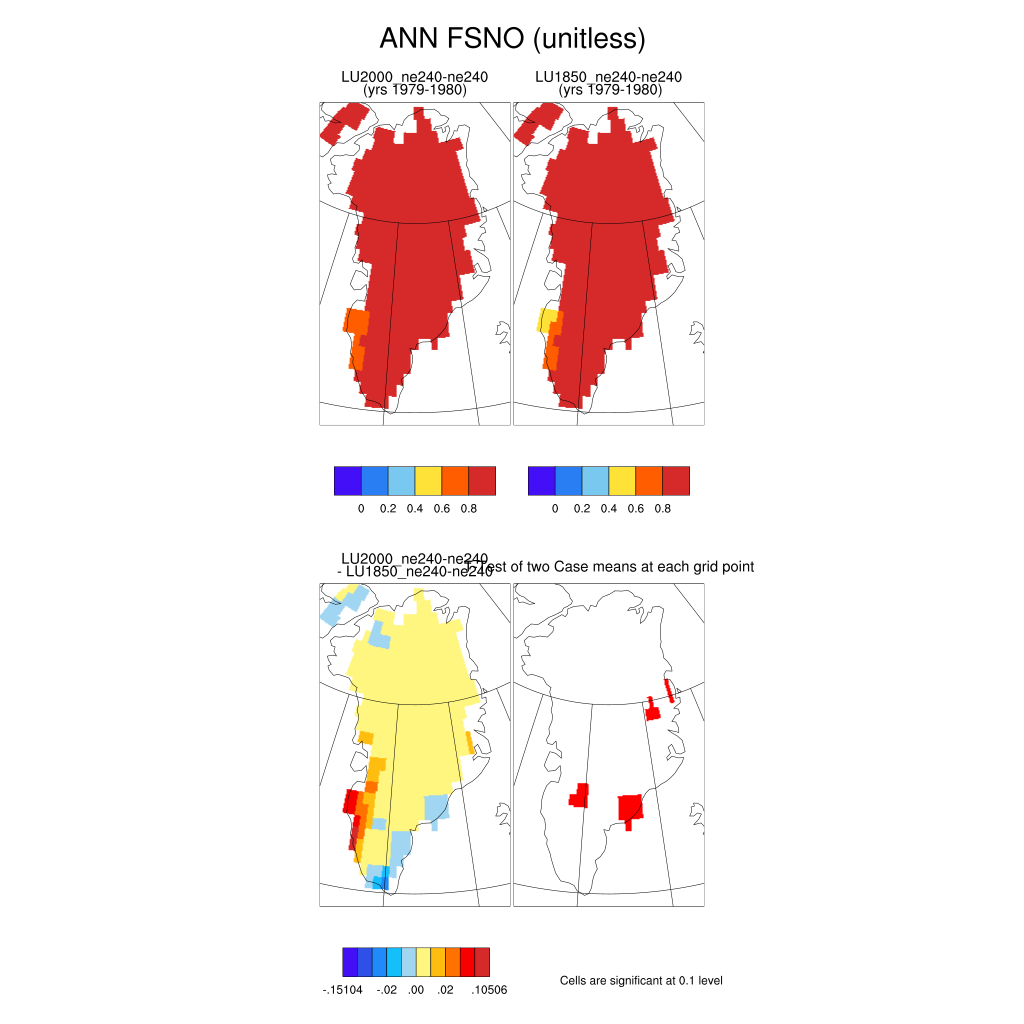 ANN FSNO (unitless)
LU2000_ne240-ne240
(yrs 1979-1980)
LU1850_ne240-ne240
(yrs 1979-1980)
0 0.2 0.4 0.6 0.8
0 0.2 0.4 0.6 0.8
LU2000_ne240-ne240
- LU1850_ne240-ne240
T-Test of two Case means at each grid point
-.15104 -.02 .00 .02 .10506
Cells are significant at 0.1 level